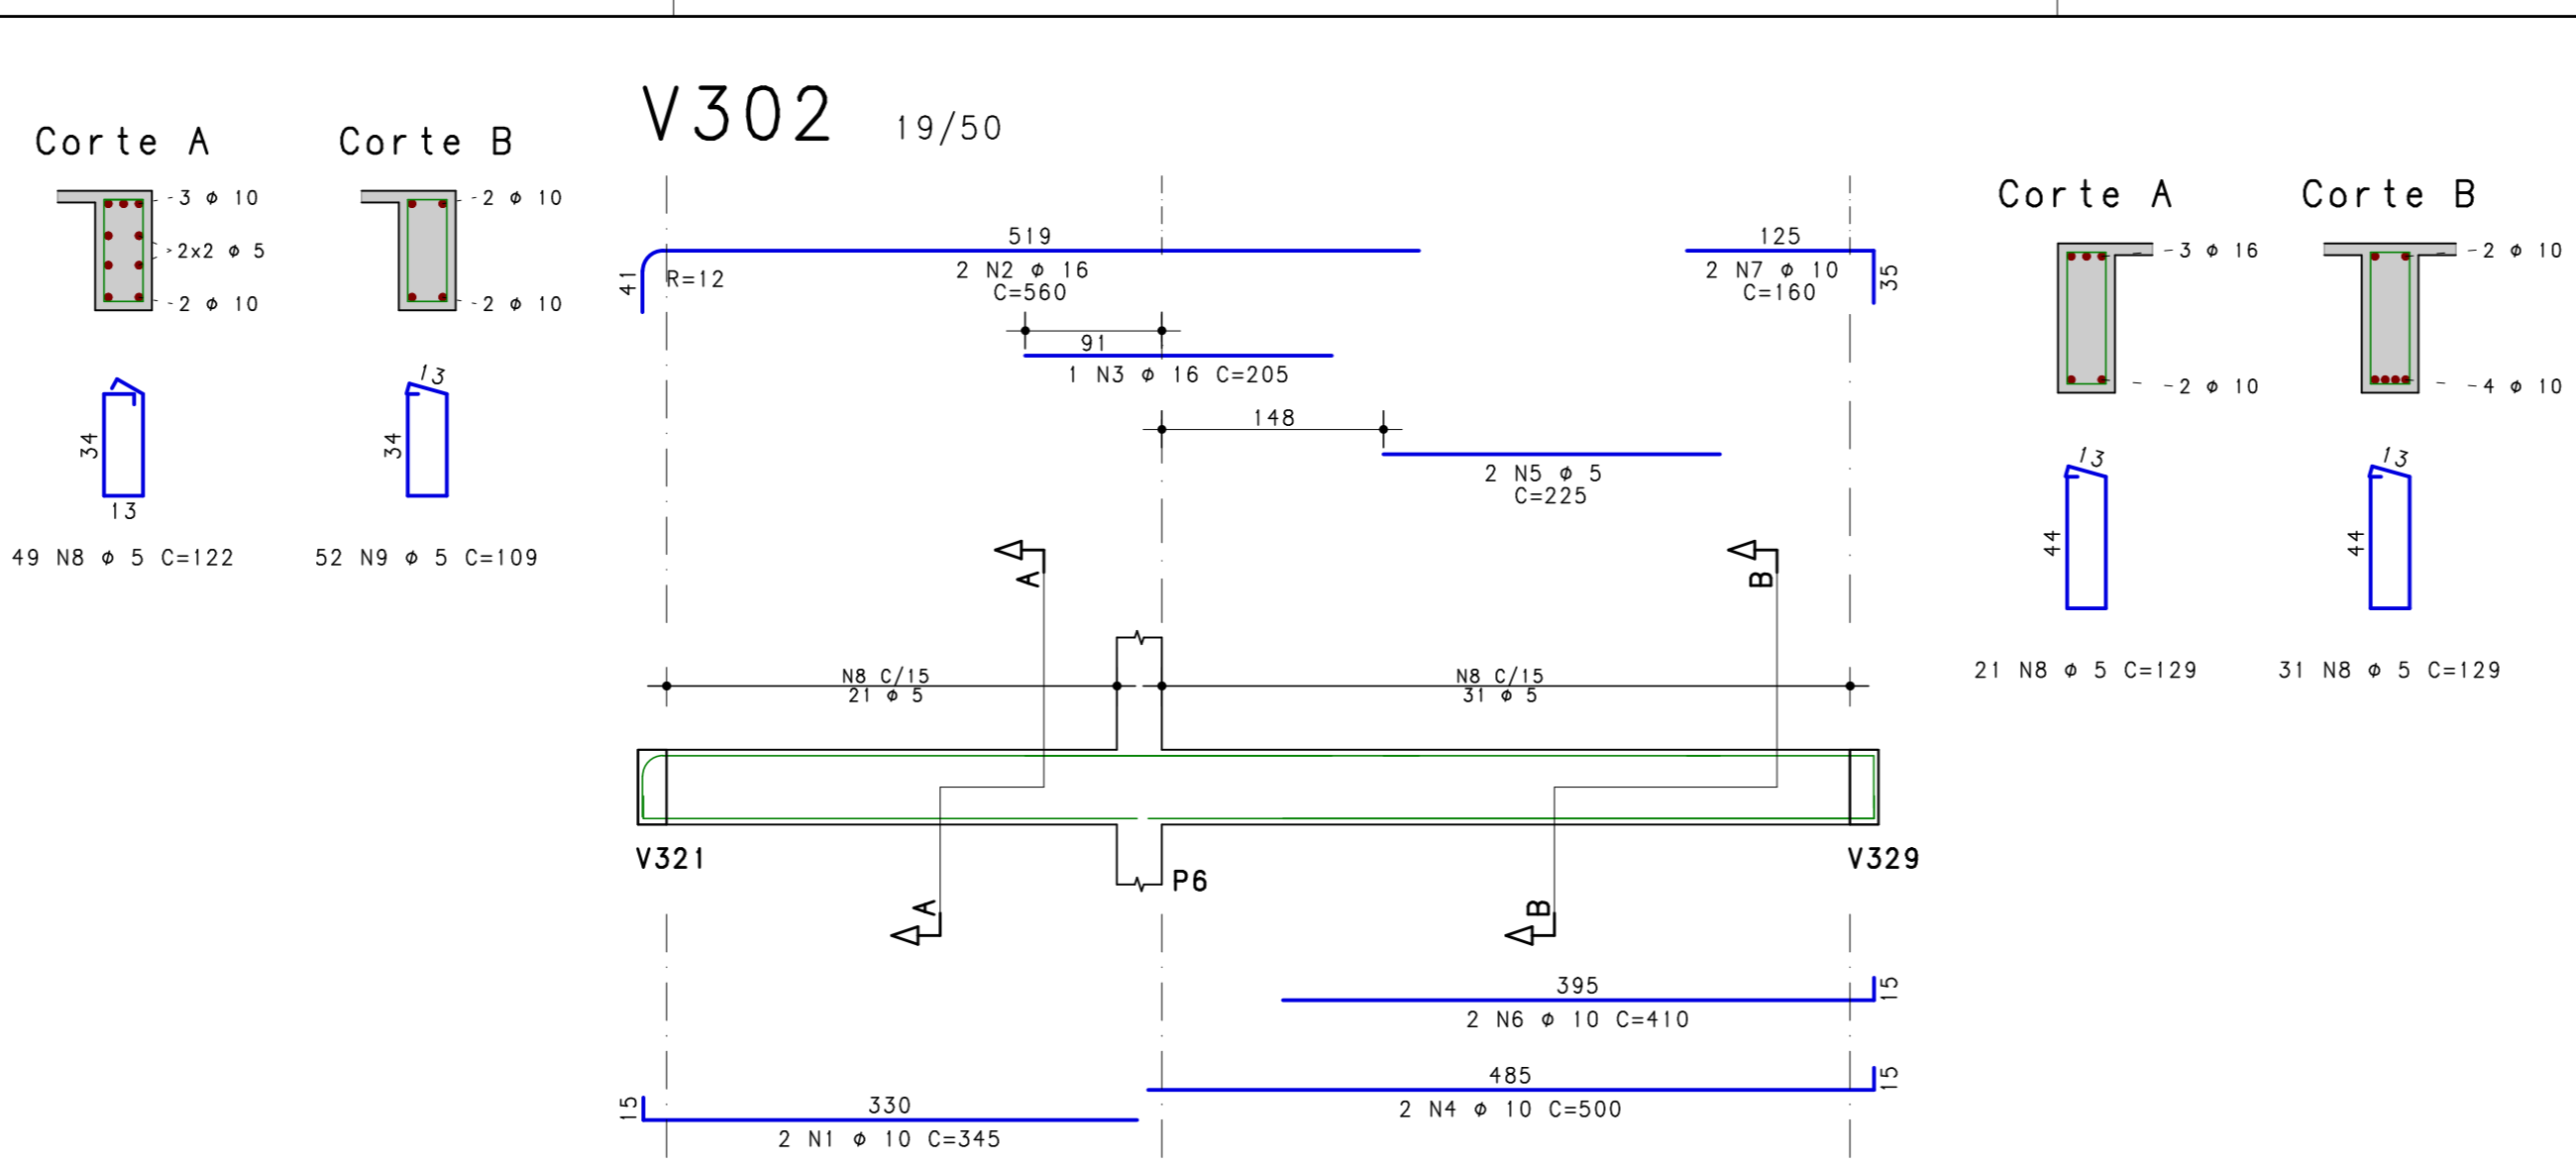 V302 19/50
Corte A
-3 ϕ 10
2x2 ϕ 5
-2 ϕ 10
34
13
49 N8 ϕ 5 C=122
Corte B
-2 ϕ 10
-2 ϕ 10
13
34
52 N9 ϕ 5 C=109
519
41
R=12
2 N2 ϕ 16
C=560
125
2 N7 ϕ 10
C=160
35
91
1 N3 ϕ 16 C=205
148
2 N5 ϕ 5
C=225
A
B
N8 C/15
21 ϕ 5
N8 C/15
31 ϕ 5
V321
P6
V329
A
B
395
15
2 N6 ϕ 10 C=410
485
15
2 N4 ϕ 10 C=500
15
330
2 N1 ϕ 10 C=345
Corte A
-3 ϕ 16
-2 ϕ 10
13
44
21 N8 ϕ 5 C=129
Corte B
-2 ϕ 10
-4 ϕ 10
13
44
31 N8 ϕ 5 C=129